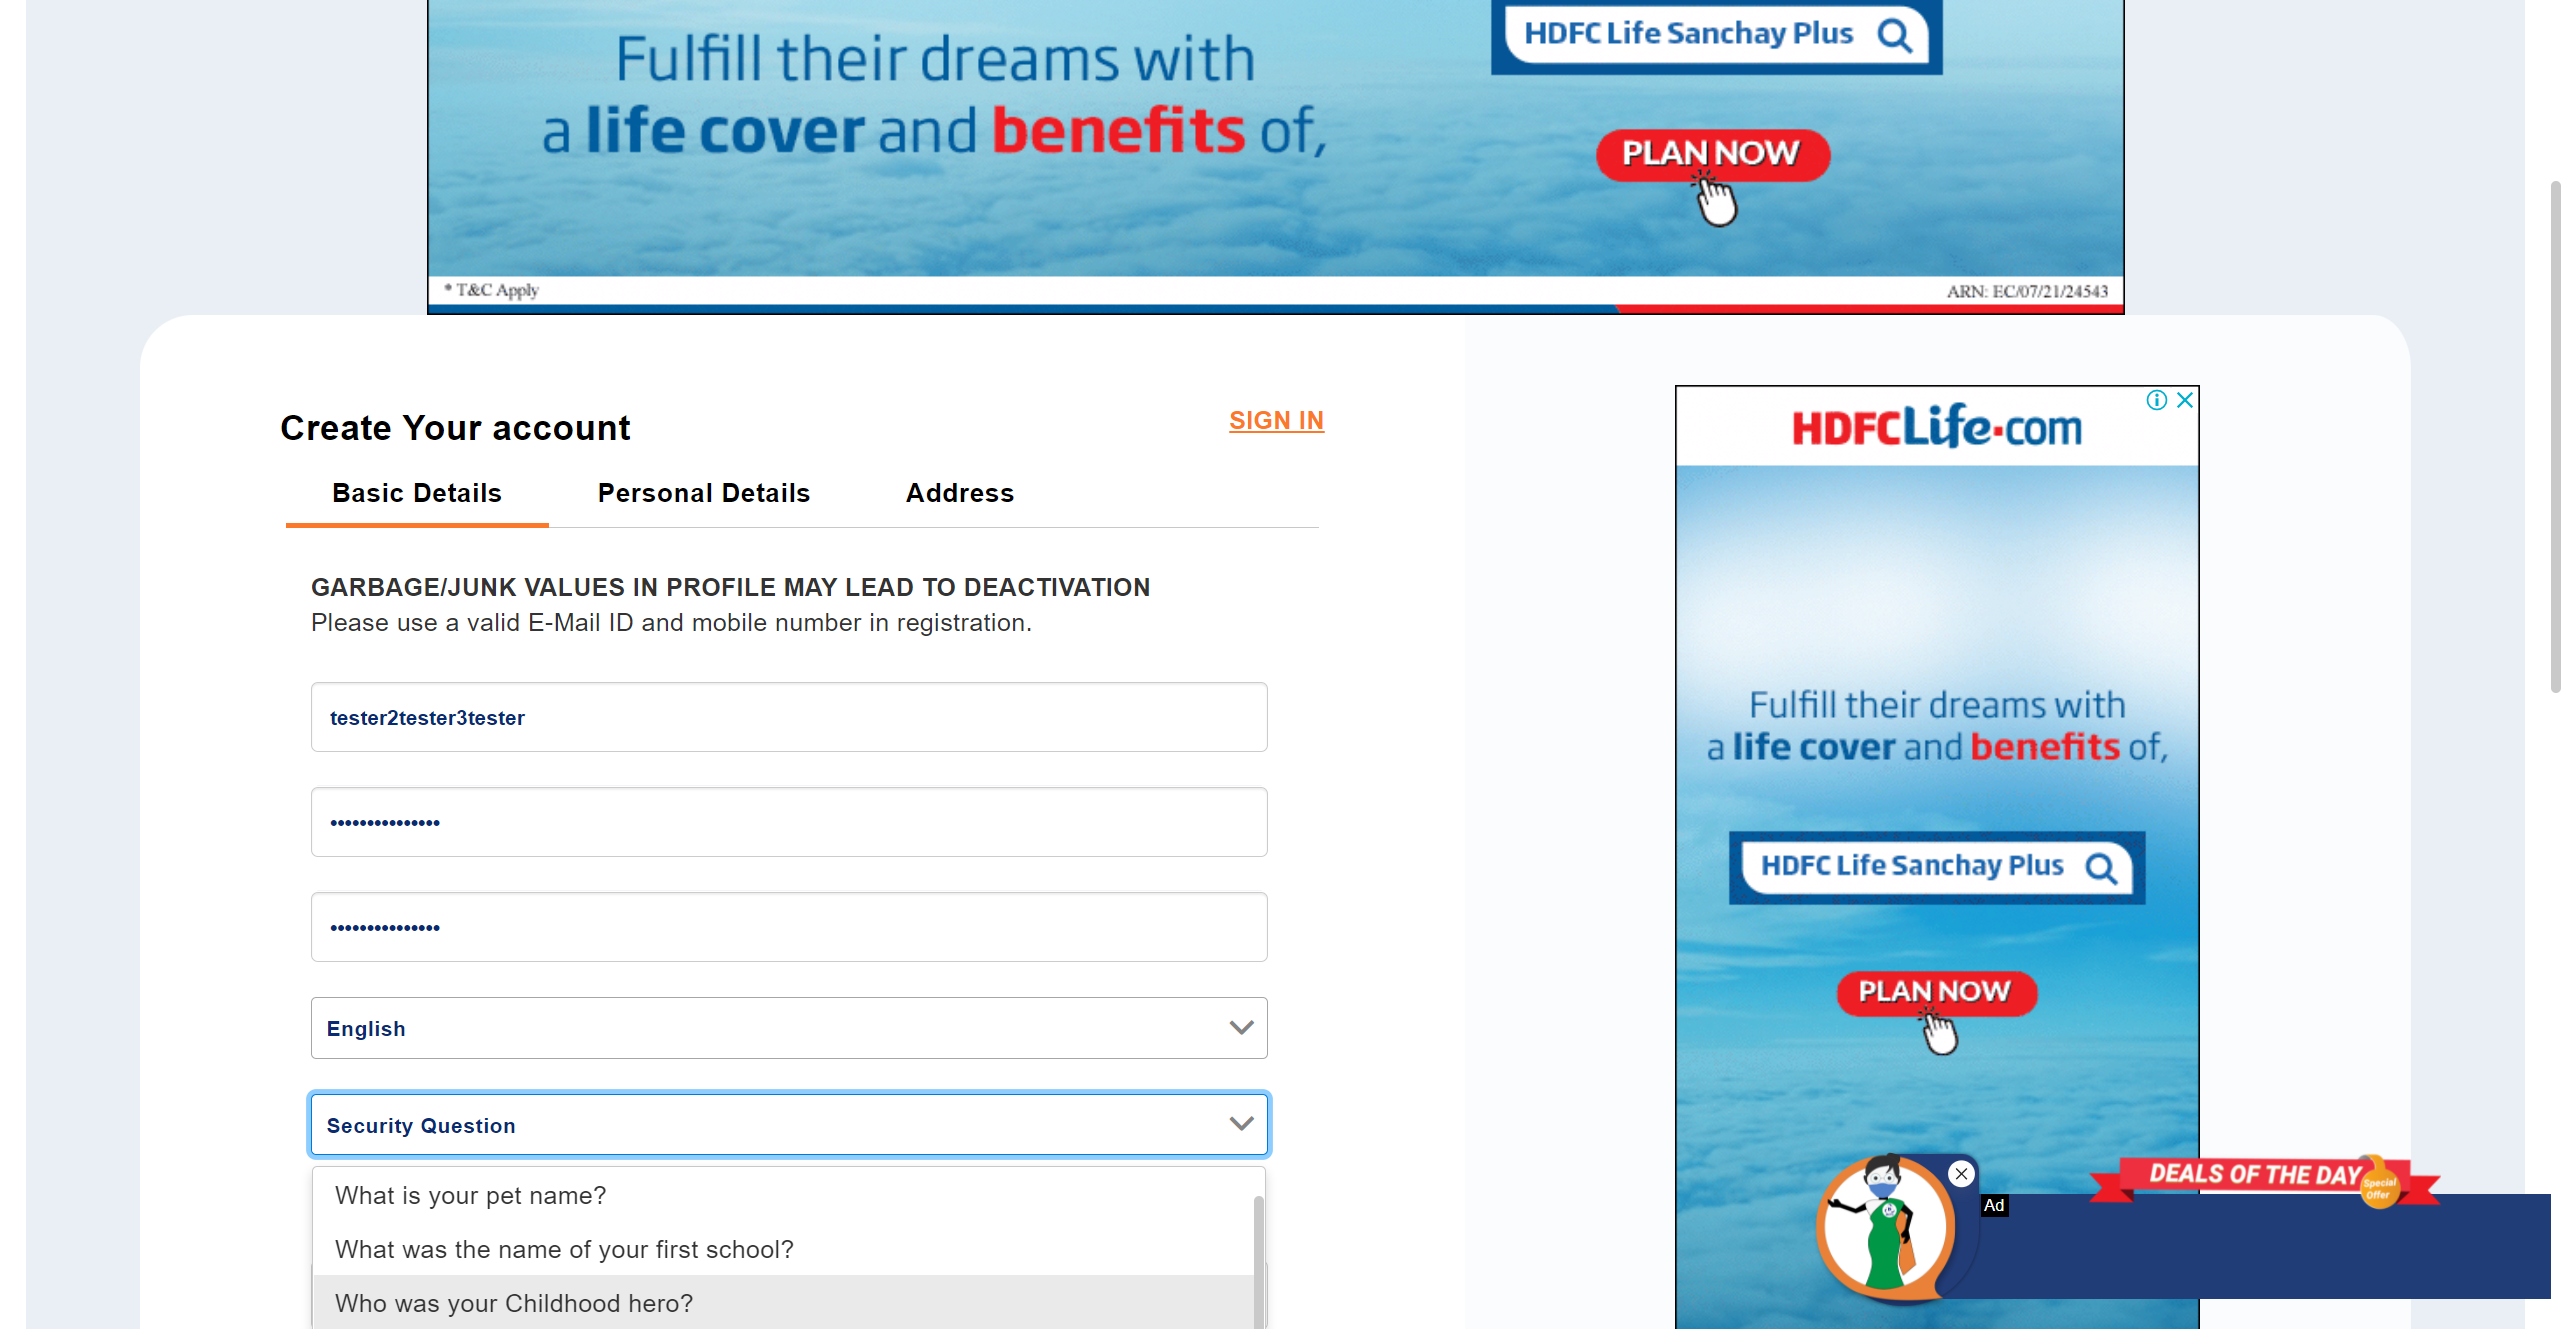 Fulfill their dreams with
a life cover and benefits of,
HDFC Life Sanchay Plus
PLAN NOW
* T&C Apply
ARN: EC/07/21/24543
Create Your account
SIGN IN
Basic Details
Personal Details
Address
GARBAGE/JUNK VALUES IN PROFILE MAY LEAD TO DEACTIVATION
Please use a valid E-Mail ID and mobile number in registration.
tester2tester3tester
•••••••••••••••
•••••••••••••••
English
Security Question
What is your pet name?
What was the name of your first school?
Who was your Childhood hero?
HDFCLife.com
Fulfill their dreams with
a life cover and benefits of,
HDFC Life Sanchay Plus
PLAN NOW
DEALS OF THE DAY
Special
Offer
Ad